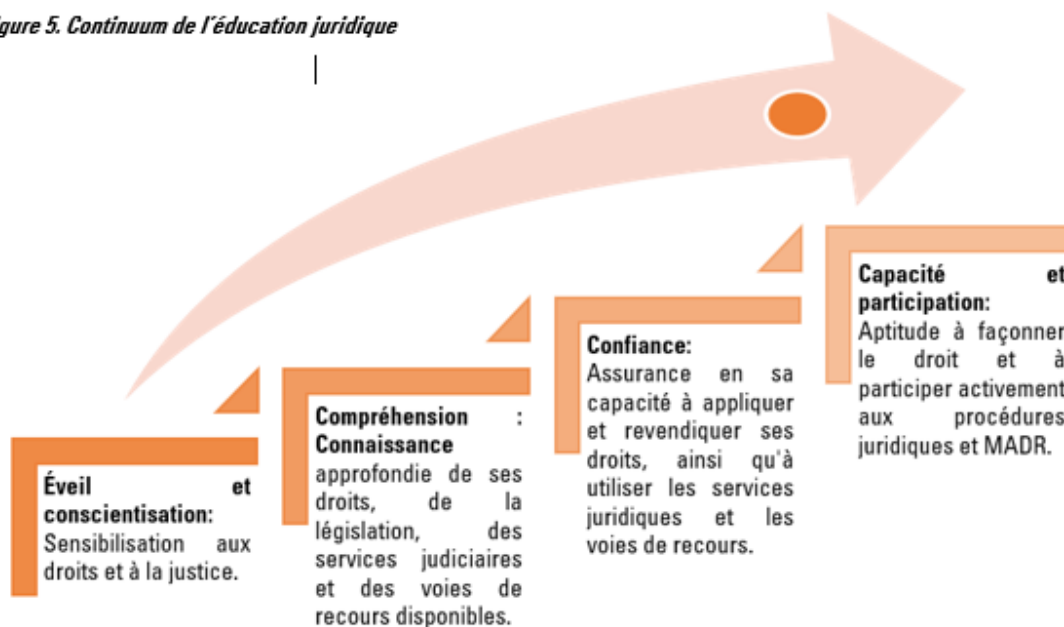 igure 5. Continuum de l'éducation juridique
Éveil et
conscientisation:
Sensibilisation aux
droits et à la justice.
Compréhension :
Connaissance
approfondie de ses
droits, de la
législation, des
services judiciaires
et des voies de
recours disponibles.
Confiance:
Assurance en sa
capacité à appliquer
et revendiquer ses
droits, ainsi qu'à
utiliser les services
juridiques et les
voies de recours.
Capacité et
participation:
Aptitude à façonner
le droit et à
participer activement
aux procédures
juridiques et MADR.